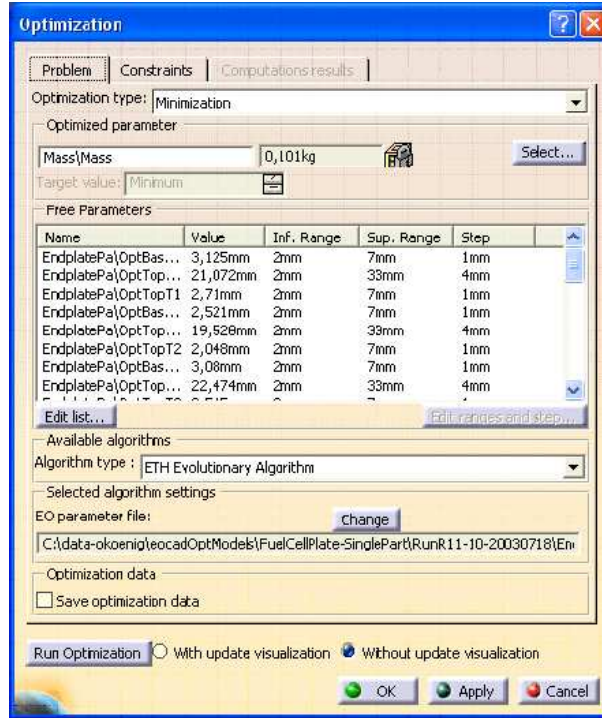 Optimization
Problem Constraints Computations results
Optimization type: Minimization
Optimized parameter
Mass\Mass 0,101kg Select...
Target value: Minimum
Free Parameters
Name Value Inf. Range Sup. Range Step
EndplatePa\OptBas... 3,125mm 2mm 7mm 1mm
EndplatePa\OptTop... 21,072mm 2mm 33mm 4mm
EndplatePa\OptTopT1 2,71mm 2mm 7mm 1mm
EndplatePa\OptBas... 2,521mm 2mm 7mm 1mm
EndplatePa\OptTop... 19,528mm 2mm 33mm 4mm
EndplatePa\OptTopT2 2,048mm 2mm 7mm 1mm
EndplatePa\OptBas... 3,08mm 2mm 7mm 1mm
EndplatePa\OptTop... 22,474mm 2mm 33mm 4mm
Edit list... Edit ranges and step...
Available algorithms
Algorithm type : ETH Evolutionary Algorithm
Selected algorithm settings
EO parameter file: Change
C:\data-okoenig\eocadOptModels\FuelCellPlate-SinglePart\RunR11-10-20030718\En
Optimization data
Save optimization data
Run Optimization With update visualization Without update visualization
OK Apply Cancel